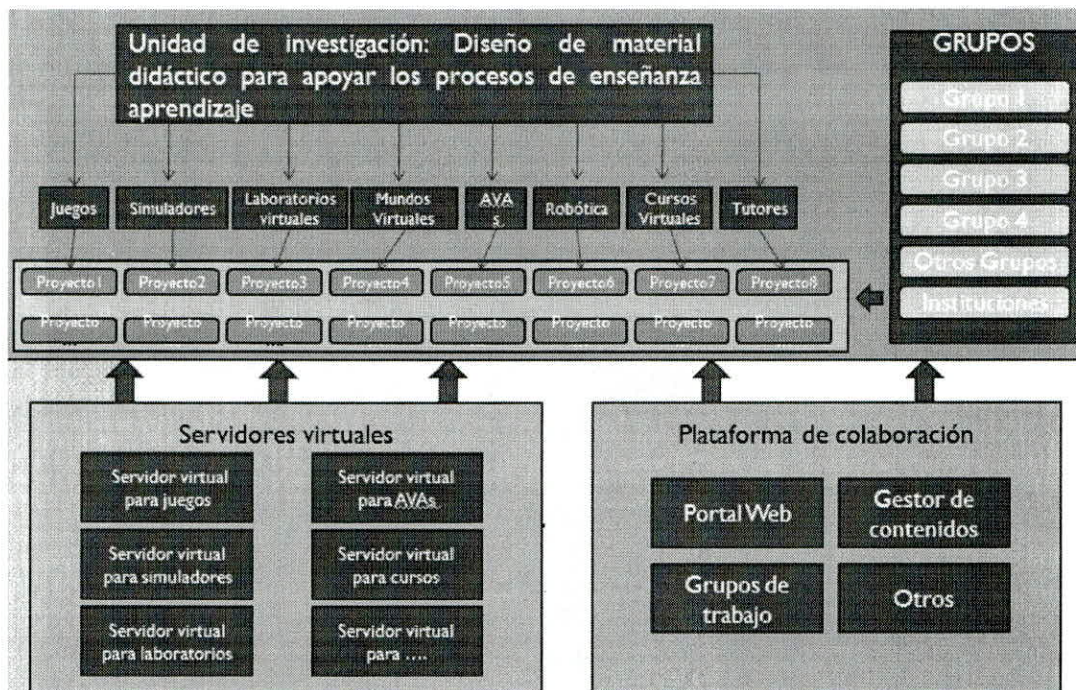 Unidad de investigación: Diseño de material
didáctico para apoyar los procesos de enseñanza
aprendizaje
GRUPOS
Grupo 1
Grupo 2
Grupo 3
Grupo 4
Otros Grupos
Instituciones
Juegos
Simuladores
Laboratorios
virtuales
Mundos
Virtuales
AVA
s
Robótica
Cursos
Virtuales
Tutores
Proyecto1
Proyecto2
Proyecto3
Proyecto4
Proyecto5
Proyecto6
Proyecto7
Proyecto8
Proyecto
...
Proyecto
...
Proyecto
...
Proyecto
...
Proyecto
...
Proyecto
...
Proyecto
...
Proyecto
...
Servidores virtuales
Servidor virtual
para juegos
Servidor virtual
para AVAs
Servidor virtual
para simuladores
Servidor virtual
para cursos
Servidor virtual
para laboratorios
Servidor virtual
para ....
Plataforma de colaboración
Portal Web
Gestor de
contenidos
Grupos de
trabajo
Otros